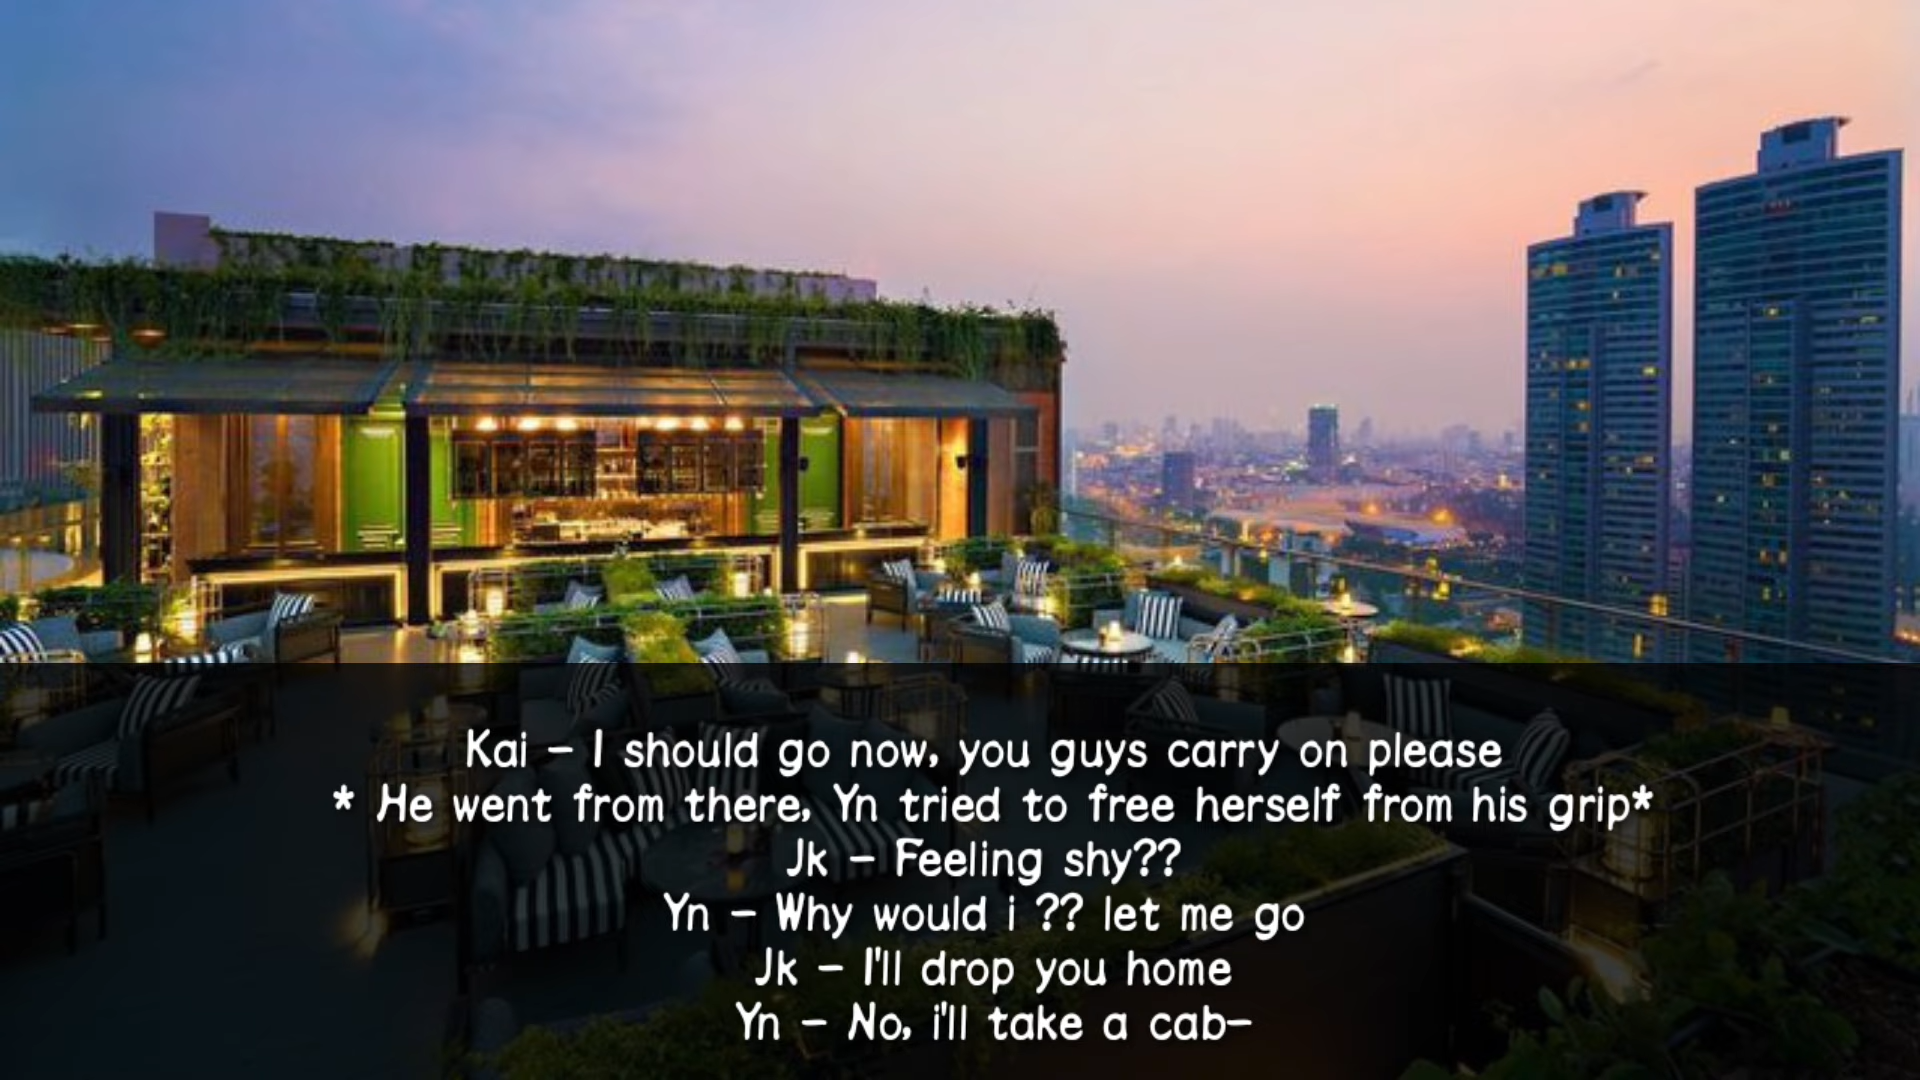 Kai - I should go now, you guys carry on please
* He went from there, Yn tried to free herself from his grip*
Jk - Feeling shy??
Yn - Why would i ?? let me go
Jk - I'll drop you home
Yn - No, i'll take a cab-